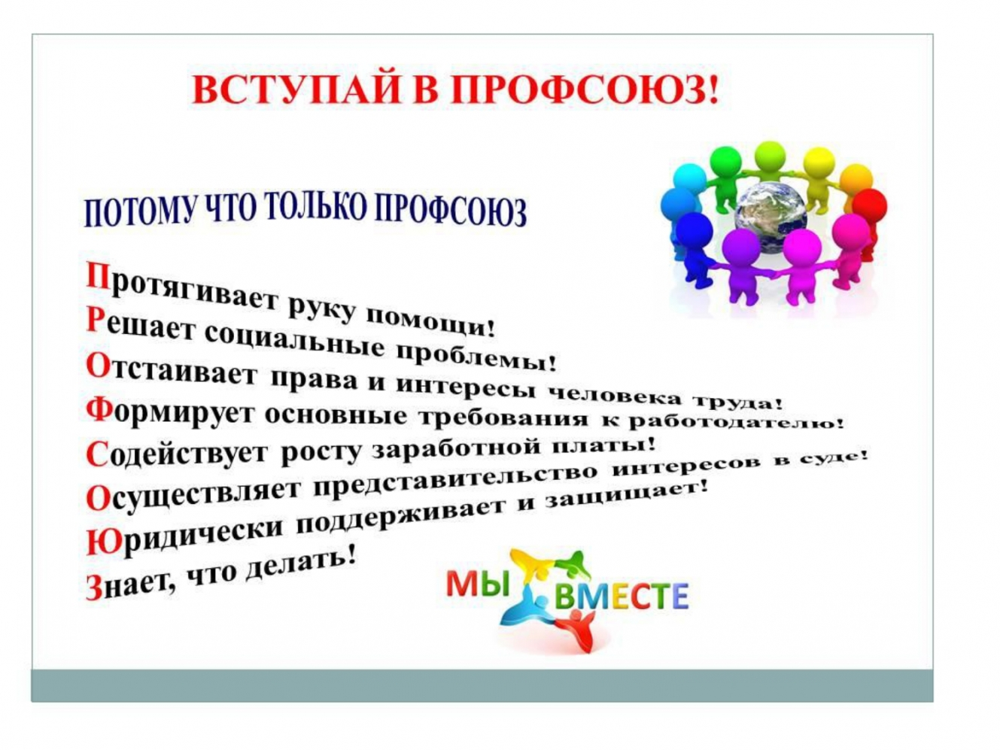 ВСТУПАЙ В ПРОФСОЮЗ!
ПОТОМУ ЧТО ТОЛЬКО ПРОФСОЮЗ
Протягивает руку помощи!
Решает социальные проблемы!
Отстаивает права и интересы человека труда!
Формирует основные требования к работодателю!
Содействует росту заработной платы!
Осуществляет представительство интересов в суде!
Юридически поддерживает и защищает!
Знает, что делать!
МЫ ВМЕСТЕ